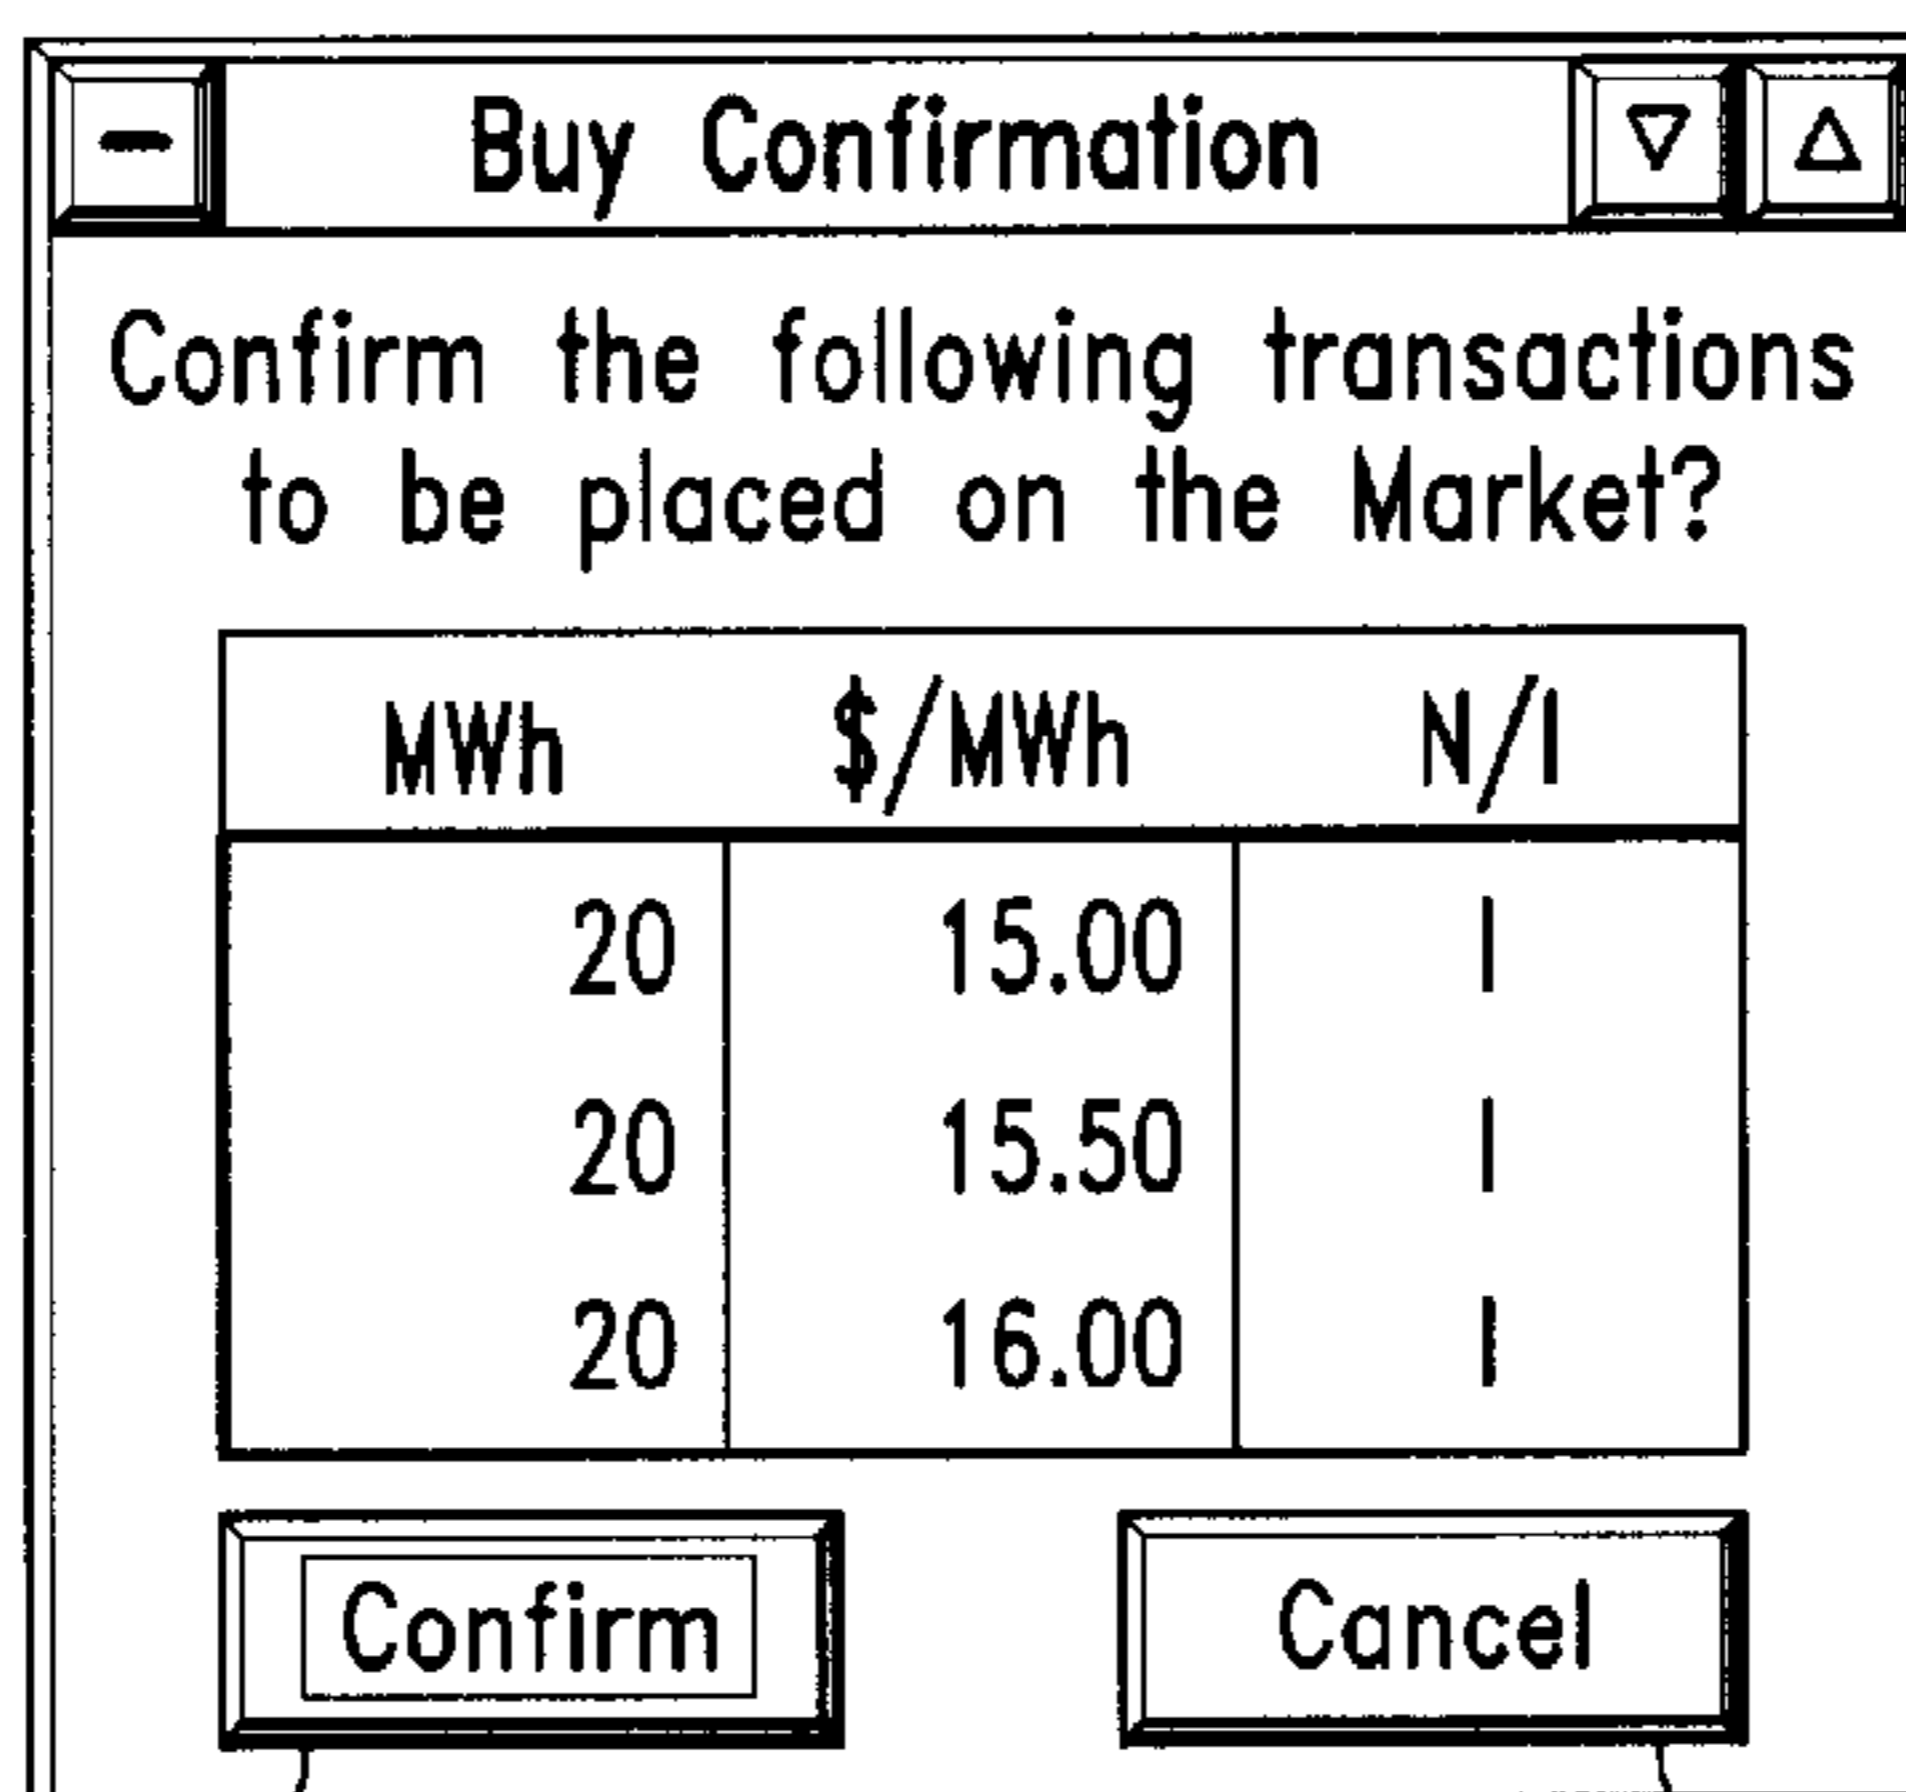 Buy Confirmation
Confirm the following transactions
to be placed on the Market?
MWh $/MWh N/I
20 15.00 I
20 15.50 I
20 16.00 I
Confirm Cancel